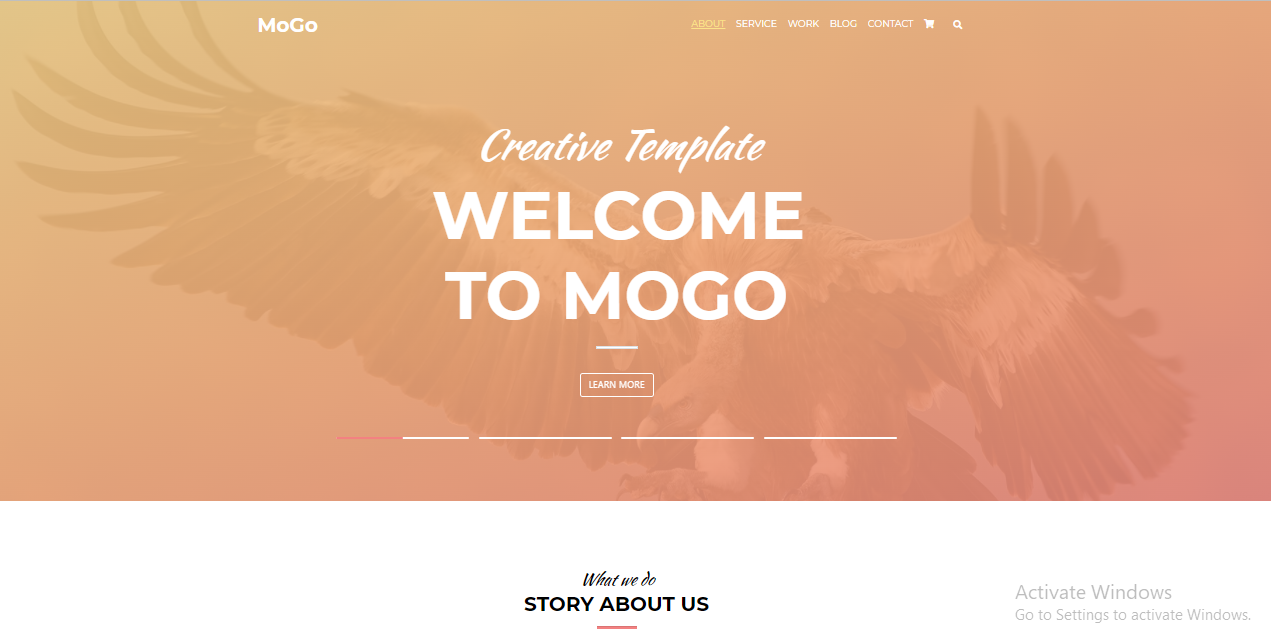 MoGo
ABOUT SERVICE WORK BLOG CONTACT
Creative Template
WELCOME
TO MOGO
LEARN MORE
What we do
STORY ABOUT US
Activate Windows
Go to Settings to activate Windows.